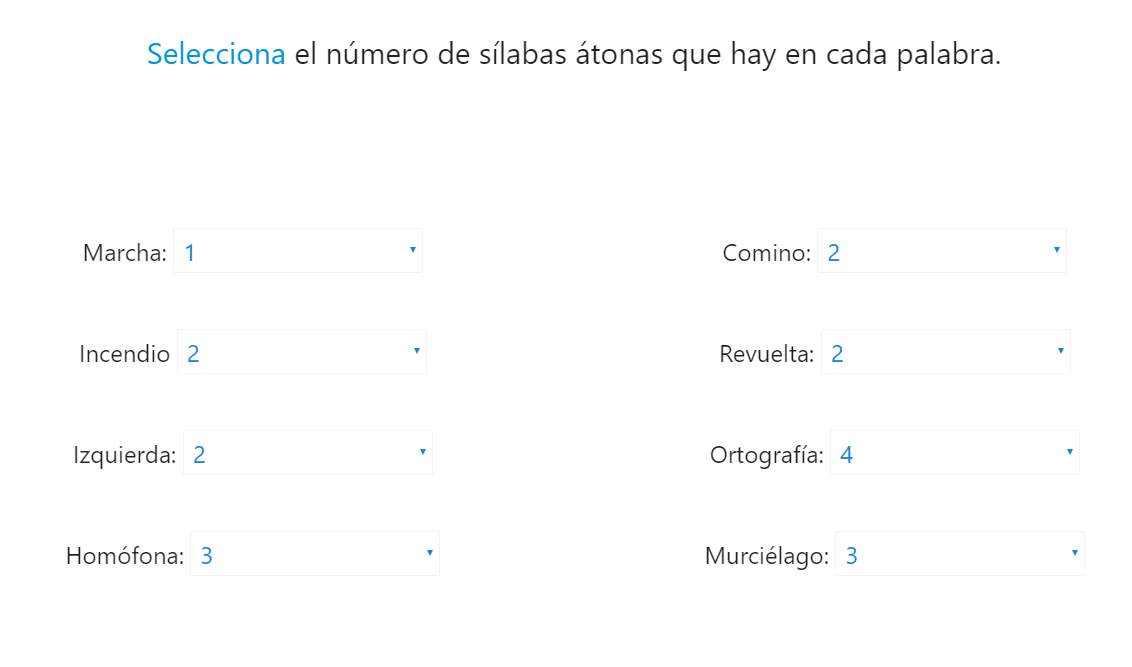 Selecciona el número de sílabas átonas que hay en cada palabra.
Marcha: 1
Comino: 2
Incendio 2
Revuelta: 2
Izquierda: 2
Ortografía: 4
Homófona: 3
Murciélago: 3